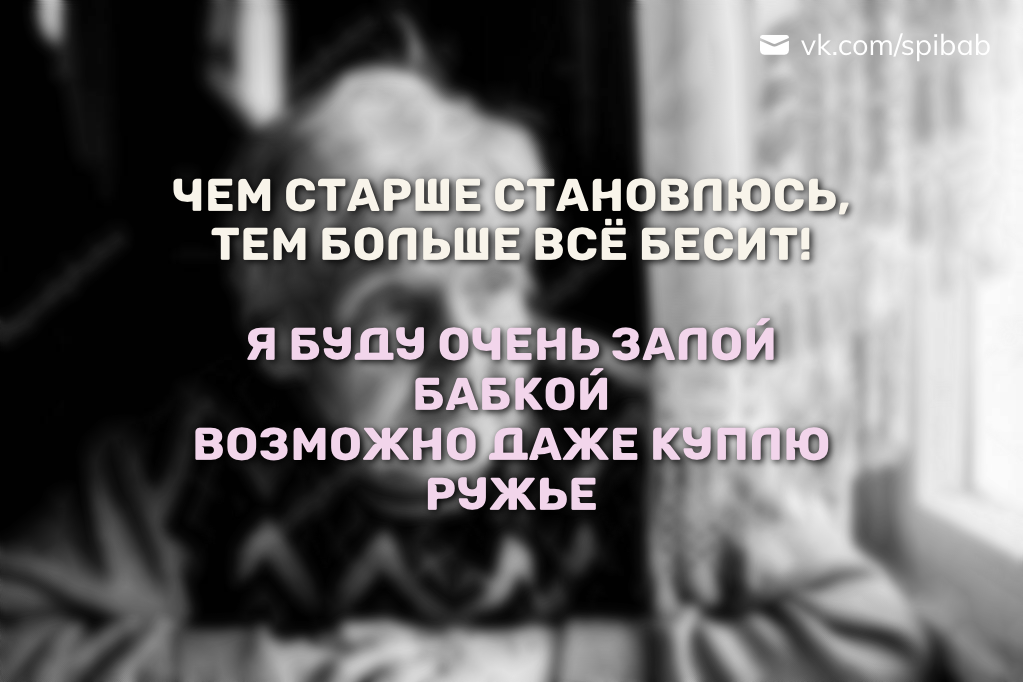 vk.com/spibab
ЧЕМ СТАРШЕ СТАНОВЛЮСЬ,
ТЕМ БОЛЬШЕ ВСЁ БЕСИТ!
Я БУДУ ОЧЕНЬ ЗАЛОЙ
БАБКОЙ
ВОЗМОЖНО ДАЖЕ КУПЛЮ
РУЖЬЕ